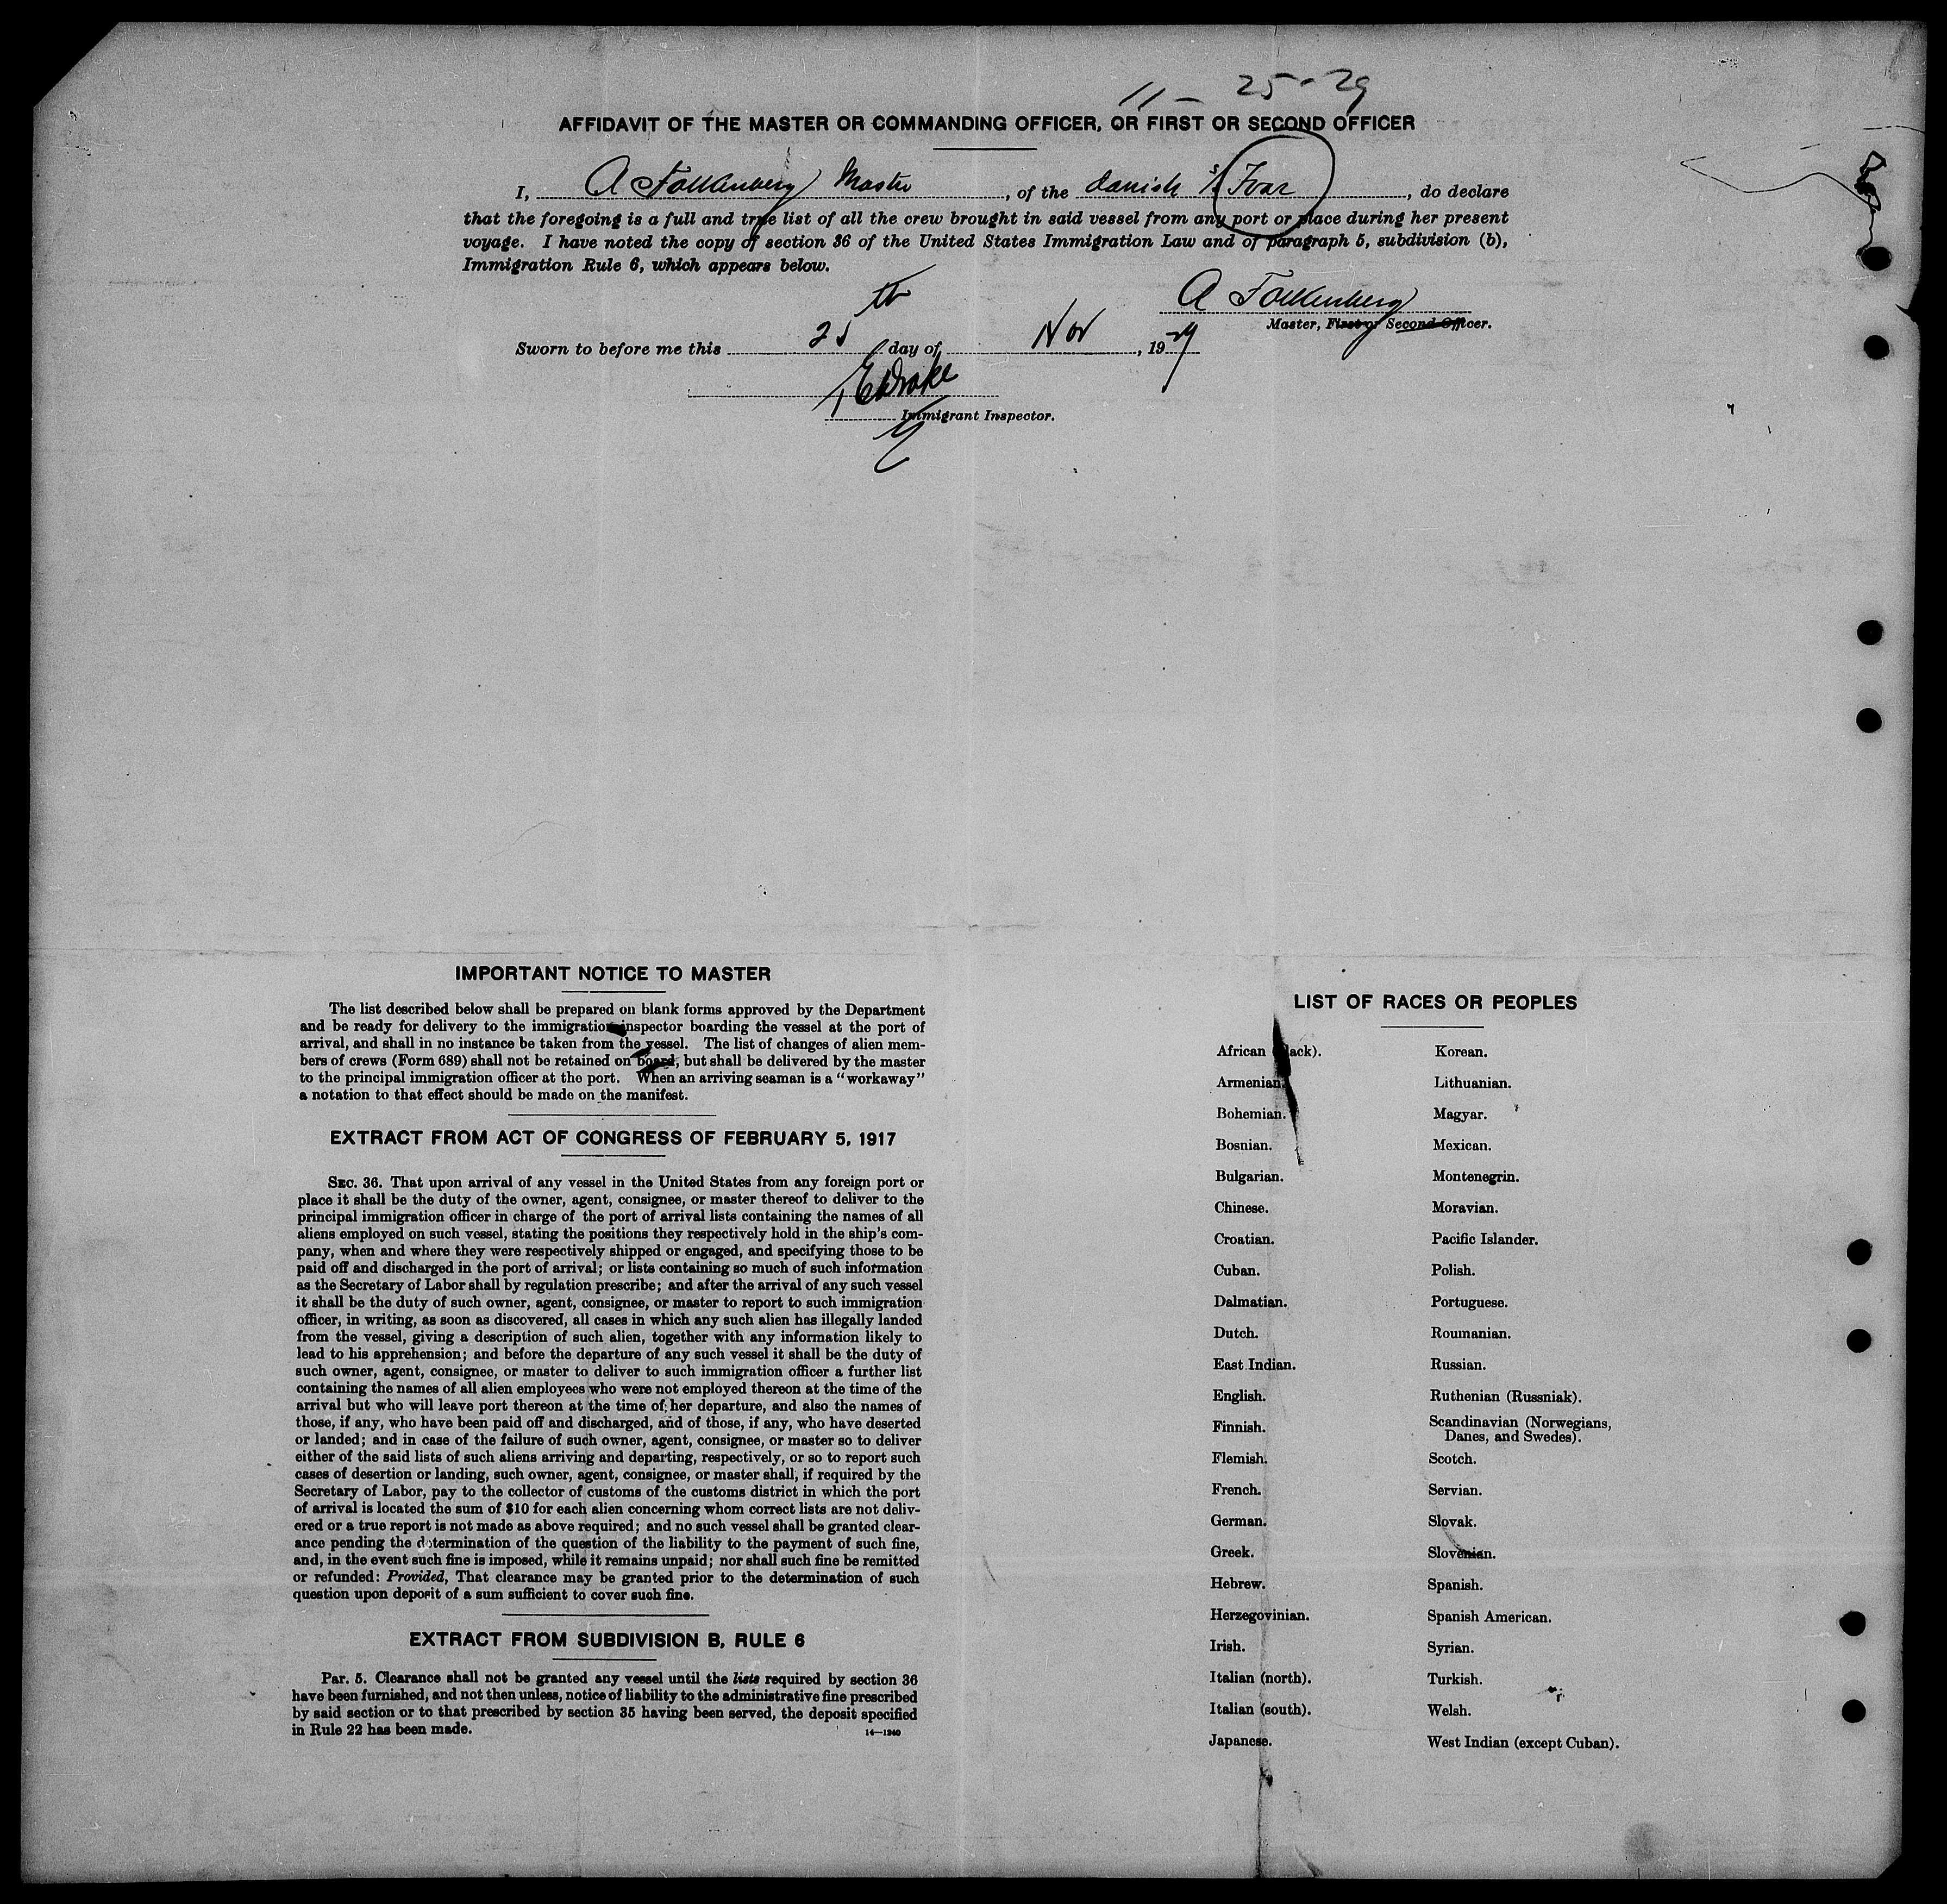 11 - 25 - 29
AFFIDAVIT OF THE MASTER OR COMMANDING OFFICER, OR FIRST OR SECOND OFFICER
I, A Falkenberg Master, of the danish S/S Ivar, do declare
that the foregoing is a full and true list of all the crew brought in said vessel from any port or place during her present
voyage. I have noted the copy of section 36 of the United States Immigration Law and of paragraph 5, subdivision (b),
Immigration Rule 6, which appears below.
A Falkenberg
Master, First or Second Officer.
Sworn to before me this 25th day of Nov, 1929
Drake
Immigrant Inspector.
IMPORTANT NOTICE TO MASTER
The list described below shall be prepared on blank forms approved by the Department
and be ready for delivery to the immigration inspector boarding the vessel at the port of
arrival, and shall in no instance be taken from the vessel. The list of changes of alien mem-
bers of crews (Form 689) shall not be retained on board, but shall be delivered by the master
to the principal immigration officer at the port. When an arriving seaman is a "workaway"
a notation to that effect should be made on the manifest.
EXTRACT FROM ACT OF CONGRESS OF FEBRUARY 5, 1917
SEC. 36. That upon arrival of any vessel in the United States from any foreign port or
place it shall be the duty of the owner, agent, consignee, or master thereof to deliver to the
principal immigration officer in charge of the port of arrival lists containing the names of all
aliens employed on such vessel, stating the positions they respectively hold in the ship's com-
pany, when and where they were respectively shipped or engaged, and specifying those to be
paid off and discharged in the port of arrival; or lists containing so much of such information
as the Secretary of Labor shall by regulation prescribe; and after the arrival of any such vessel
it shall be the duty of such owner, agent, consignee, or master to report to such immigration
officer, in writing, as soon as discovered, all cases in which any such alien has illegally landed
from the vessel, giving a description of such alien, together with any information likely to
lead to his apprehension; and before the departure of any such vessel it shall be the duty of
such owner, agent, consignee, or master to deliver to such immigration officer a further list
containing the names of all alien employees who were not employed thereon at the time of the
arrival but who will leave port thereon at the time of her departure, and also the names of
those, if any, who have been paid off and discharged, and of those, if any, who have deserted
or landed; and in case of the failure of such owner, agent, consignee, or master so to deliver
either of the said lists of such aliens arriving and departing, respectively, or so to report such
cases of desertion or landing, such owner, agent, consignee, or master shall, if required by the
Secretary of Labor, pay to the collector of customs of the customs district in which the port
of arrival is located the sum of $10 for each alien concerning whom correct lists are not deliv-
ered or a true report is not made as above required; and no such vessel shall be granted clear-
ance pending the determination of the question of the liability to the payment of such fine,
and, in the event such fine is imposed, while it remains unpaid; nor shall such fine be remitted
or refunded: Provided, That clearance may be granted prior to the determination of such
question upon deposit of a sum sufficient to cover such fine.
EXTRACT FROM SUBDIVISION B, RULE 6
Par. 5. Clearance shall not be granted any vessel until the lists required by section 36
have been furnished, and not then unless, notice of liability to the administrative fine prescribed
by said section or to that prescribed by section 35 having been served, the deposit specified
in Rule 22 has been made.
14—1240
LIST OF RACES OR PEOPLES
African (black).
Armenian.
Bohemian.
Bosnian.
Bulgarian.
Chinese.
Croatian.
Cuban.
Dalmatian.
Dutch.
East Indian.
English.
Finnish.
Flemish.
French.
German.
Greek.
Hebrew.
Herzegovinian.
Irish.
Italian (north).
Italian (south).
Japanese.
Korean.
Lithuanian.
Magyar.
Mexican.
Montenegrin.
Moravian.
Pacific Islander.
Polish.
Portuguese.
Roumanian.
Russian.
Ruthenian (Russniak).
Scandinavian (Norwegians,
Danes, and Swedes).
Scotch.
Servian.
Slovak.
Slovenian.
Spanish.
Spanish American.
Syrian.
Turkish.
Welsh.
West Indian (except Cuban).